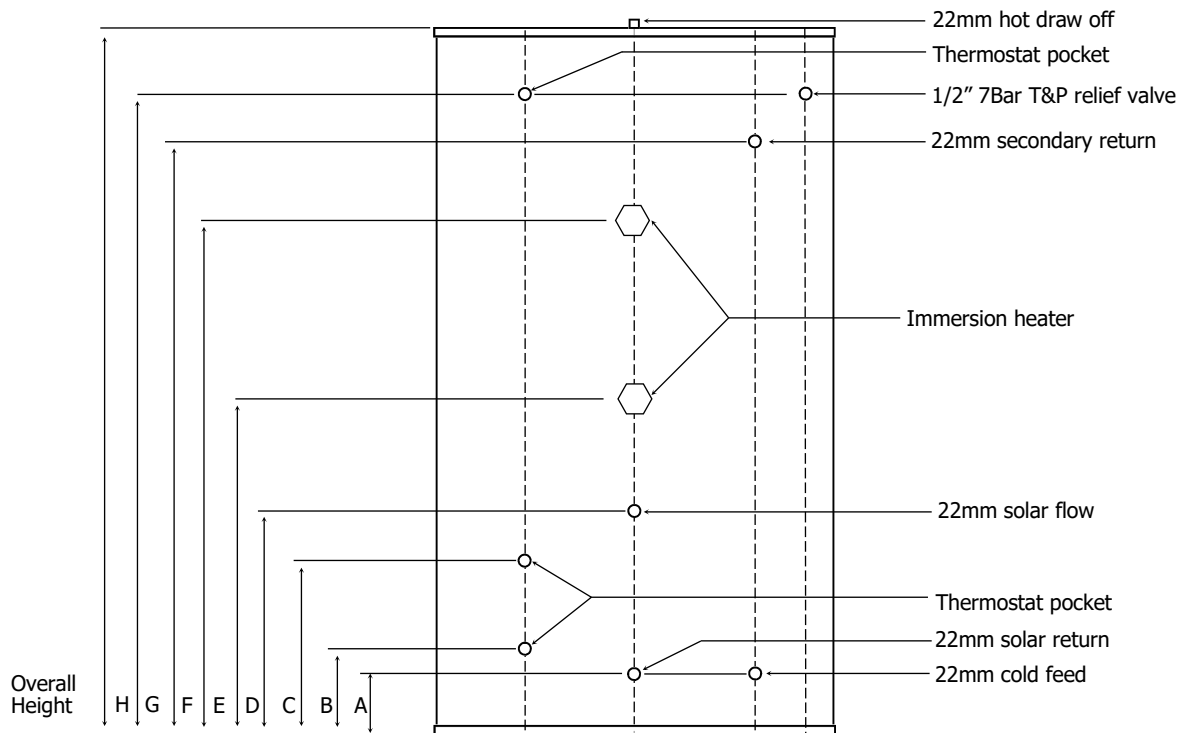 22mm hot draw off
Thermostat pocket
1/2” 7Bar T&P relief valve
22mm secondary return
Immersion heater
22mm solar flow
Thermostat pocket
22mm solar return
22mm cold feed
Overall
Height
H G F E D C B A